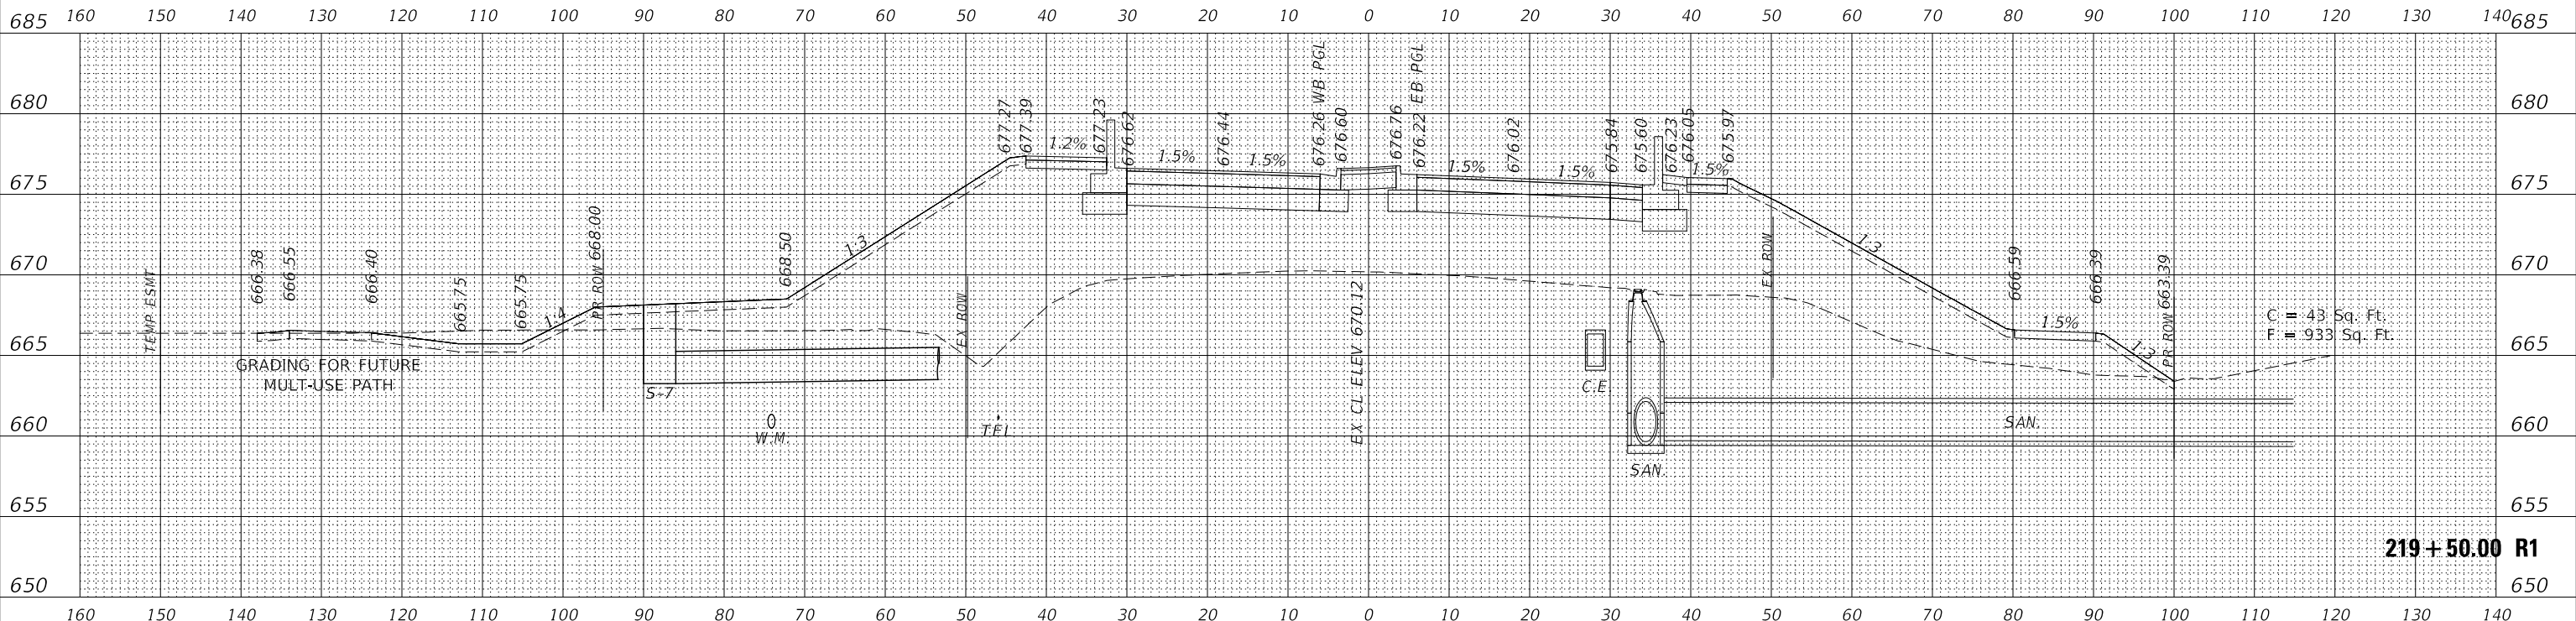 160 150 140 130 120 110 100 90 80 70 60 50 40 30 20 10 0 10 20 30 40 50 60 70 80 90 100 110 120 130 140
685 685
680 680
675 675
670 670
665 665
660 660
655 655
650 650
TEMP ESMT
666.38
666.55
666.40
665.75
665.75
1:4
PR ROW 668.00
668.50
1:3
EX ROW
677.27
677.39
1.2%
677.23
676.62
1.5%
676.44
1.5%
676.26 WB PGL
676.60
676.76
676.22 EB PGL
1.5%
676.02
1.5%
675.84
675.60
676.23
676.05
1.5%
675.97
EX ROW
1:3
666.59
1.5%
666.39
1:3
PR ROW 663.39
C = 43 Sq. Ft.
F = 933 Sq. Ft.
GRADING FOR FUTURE
MULT-USE PATH
S-7
W.M.
TEL
EX CL ELEV 670.12
C.E.
SAN.
SAN.
219+50.00 R1
160 150 140 130 120 110 100 90 80 70 60 50 40 30 20 10 0 10 20 30 40 50 60 70 80 90 100 110 120 130 140